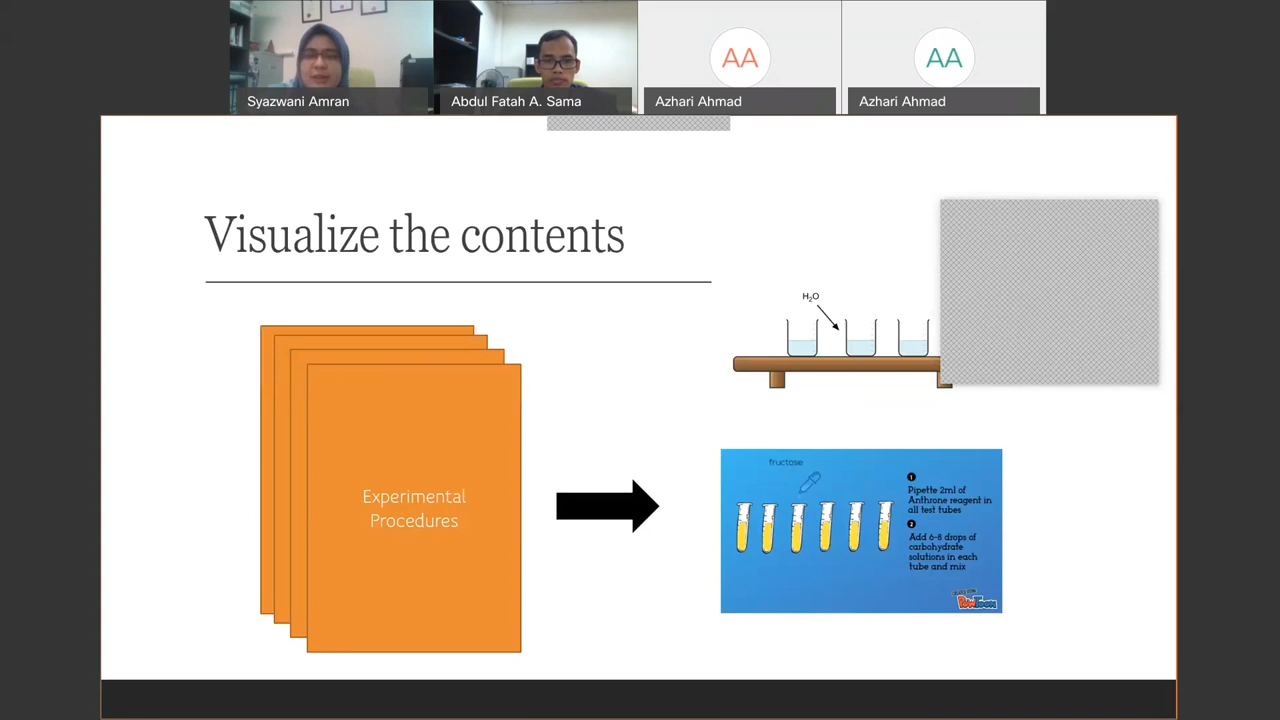 Syazwani Amran
Abdul Fatah A. Sama
AA
Azhari Ahmad
AA
Azhari Ahmad
Visualize the contents
H₂O
Experimental
Procedures
fructose
1
Pipette 2ml of
Anthrone reagent in
all test tubes
2
Add 6-8 drops of
carbohydrate
solutions in each
tube and mix
POWTOON